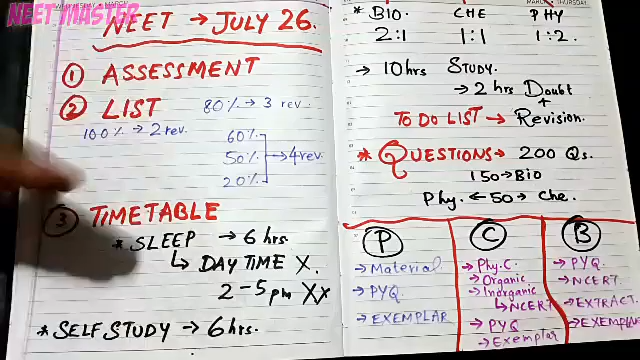 NEET MASTER
NEET → JULY 26.
① ASSESSMENT
② LIST 80% → 3 rev.
100% → 2 rev.
60%
50% → 4 rev.
20%
③ TIMETABLE
* SLEEP → 6 hrs.
↳ DAY TIME X.
2-5 pm XX
* SELF STUDY → 6 hrs.
* BIO. CHE PHY
2:1 1:1 1:2.
→ 10 hrs STUDY.
→ 2 hrs Doubt
+
TO DO LIST → Revision.
* QUESTIONS → 200 Qs.
150 → Bio
Phy. ← 50 → Che.
P
→ Material
→ PYQ
→ EXEMPLAR
C
→ Phy.C
→ Organic
→ Inorganic
↳ NCERT
→ PYQ
→ Exemplar
B
→ PYQ
→ NCERT
→ EXTRACT
→ EXEMPLAR